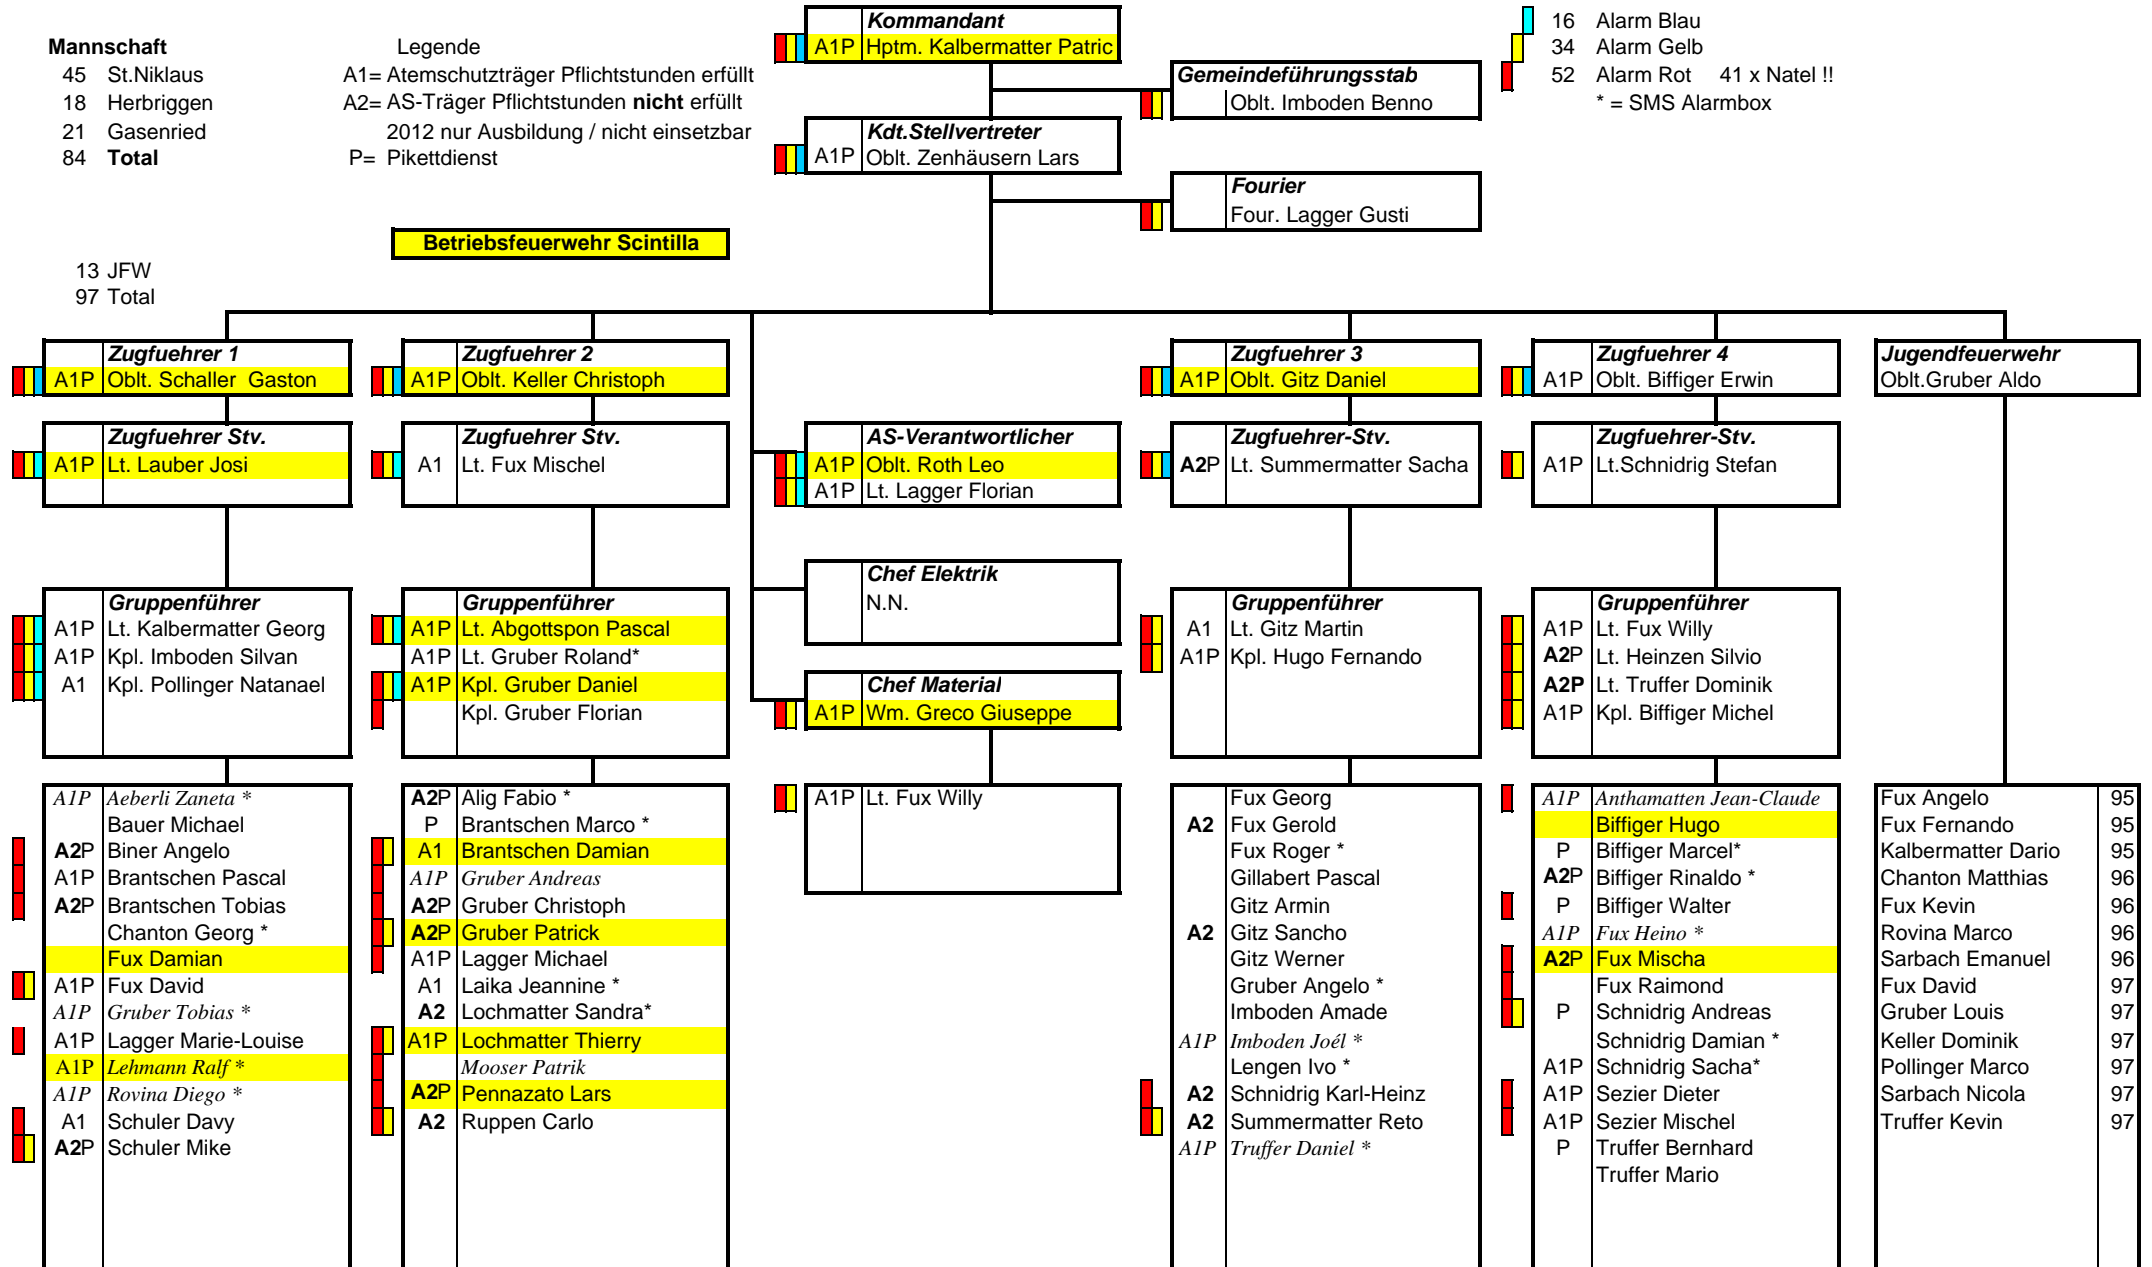 Kommandant
A1P Hptm. Kalbermatter Patric
16 Alarm Blau
34 Alarm Gelb
52 Alarm Rot 41 x Natel !!
* = SMS Alarmbox
Mannschaft
45 St.Niklaus
18 Herbriggen
21 Gasenried
84 Total
Legende
A1= Atemschutzträger Pflichtstunden erfüllt
A2= AS-Träger Pflichtstunden nicht erfüllt
2012 nur Ausbildung / nicht einsetzbar
P= Pikettdienst
Gemeindeführungsstab
Oblt. Imboden Benno
Kdt.Stellvertreter
A1P Oblt. Zenhäusern Lars
Fourier
Four. Lagger Gusti
Betriebsfeuerwehr Scintilla
13 JFW
97 Total
Zugfuehrer 1
A1P Oblt. Schaller Gaston
Zugfuehrer Stv.
A1P Lt. Lauber Josi
Gruppenführer
A1P Lt. Kalbermatter Georg
A1P Kpl. Imboden Silvan
A1 Kpl. Pollinger Natanael
A1P Aeberli Zaneta *
Bauer Michael
A2P Biner Angelo
A1P Brantschen Pascal
A2P Brantschen Tobias
Chanton Georg *
Fux Damian
A1P Fux David
A1P Gruber Tobias *
A1P Lagger Marie-Louise
A1P Lehmann Ralf *
A1P Rovina Diego *
A1 Schuler Davy
A2P Schuler Mike
Zugfuehrer 2
A1P Oblt. Keller Christoph
Zugfuehrer Stv.
A1 Lt. Fux Mischel
Gruppenführer
A1P Lt. Abgottspon Pascal
A1P Lt. Gruber Roland*
A1P Kpl. Gruber Daniel
Kpl. Gruber Florian
A2P Alig Fabio *
P Brantschen Marco *
A1 Brantschen Damian
A1P Gruber Andreas
A2P Gruber Christoph
A2P Gruber Patrick
A1P Lagger Michael
A1 Laika Jeannine *
A2 Lochmatter Sandra*
A1P Lochmatter Thierry
Mooser Patrik
A2P Pennazato Lars
A2 Ruppen Carlo
AS-Verantwortlicher
A1P Oblt. Roth Leo
A1P Lt. Lagger Florian
Chef Elektrik
N.N.
Chef Material
A1P Wm. Greco Giuseppe
A1P Lt. Fux Willy
Zugfuehrer 3
A1P Oblt. Gitz Daniel
Zugfuehrer-Stv.
A2P Lt. Summermatter Sacha
Gruppenführer
A1 Lt. Gitz Martin
A1P Kpl. Hugo Fernando
Fux Georg
A2 Fux Gerold
Fux Roger *
Gillabert Pascal
Gitz Armin
A2 Gitz Sancho
Gitz Werner
Gruber Angelo *
Imboden Amade
A1P Imboden Joél *
Lengen Ivo *
A2 Schnidrig Karl-Heinz
A2 Summermatter Reto
A1P Truffer Daniel *
Zugfuehrer 4
A1P Oblt. Biffiger Erwin
Zugfuehrer-Stv.
A1P Lt.Schnidrig Stefan
Gruppenführer
A1P Lt. Fux Willy
A2P Lt. Heinzen Silvio
A2P Lt. Truffer Dominik
A1P Kpl. Biffiger Michel
A1P Anthamatten Jean-Claude
Biffiger Hugo
P Biffiger Marcel*
A2P Biffiger Rinaldo *
P Biffiger Walter
A1P Fux Heino *
A2P Fux Mischa
Fux Raimond
P Schnidrig Andreas
Schnidrig Damian *
A1P Schnidrig Sacha*
A1P Sezier Dieter
A1P Sezier Mischel
P Truffer Bernhard
Truffer Mario
Jugendfeuerwehr
Oblt.Gruber Aldo
Fux Angelo 95
Fux Fernando 95
Kalbermatter Dario 95
Chanton Matthias 96
Fux Kevin 96
Rovina Marco 96
Sarbach Emanuel 96
Fux David 97
Gruber Louis 97
Keller Dominik 97
Pollinger Marco 97
Sarbach Nicola 97
Truffer Kevin 97